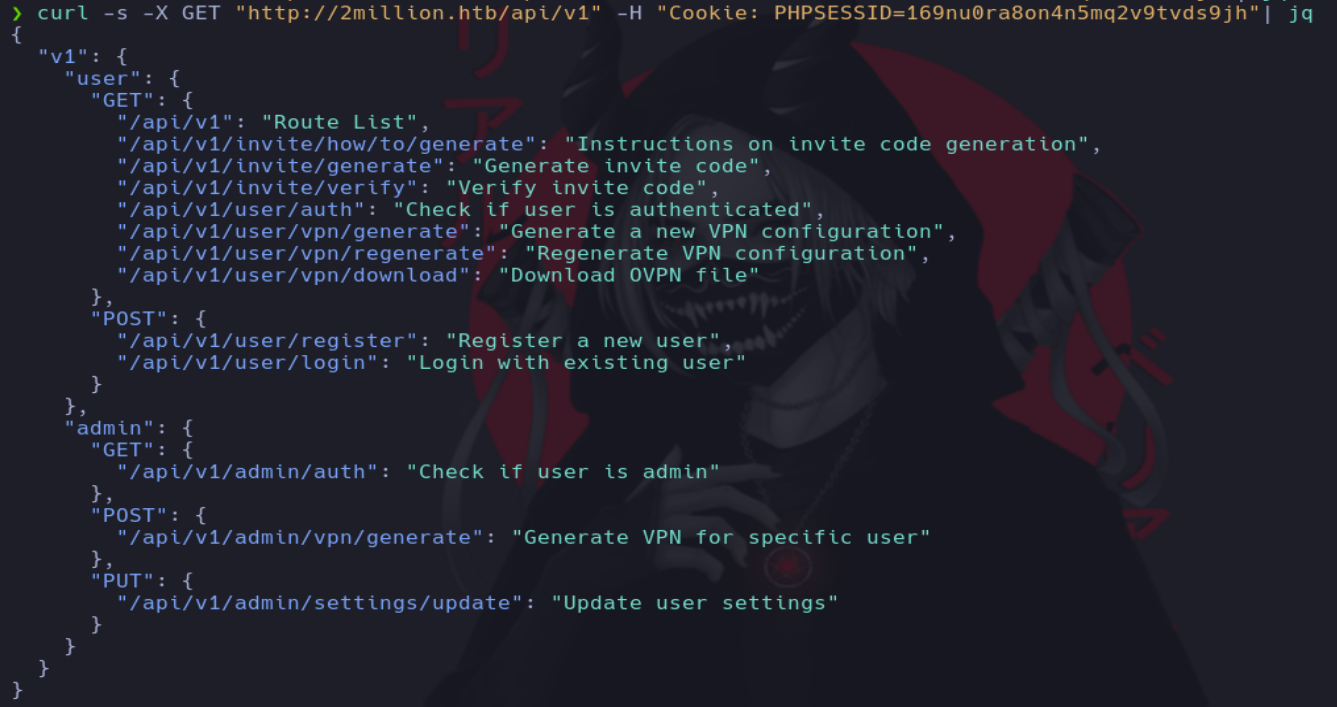 ❯ curl -s -X GET "http://2million.htb/api/v1" -H "Cookie: PHPSESSID=169nu0ra8on4n5mq2v9tvds9jh"| jq
{
  "v1": {
    "user": {
      "GET": {
        "/api/v1": "Route List",
        "/api/v1/invite/how/to/generate": "Instructions on invite code generation",
        "/api/v1/invite/generate": "Generate invite code",
        "/api/v1/invite/verify": "Verify invite code",
        "/api/v1/user/auth": "Check if user is authenticated",
        "/api/v1/user/vpn/generate": "Generate a new VPN configuration",
        "/api/v1/user/vpn/regenerate": "Regenerate VPN configuration",
        "/api/v1/user/vpn/download": "Download OVPN file"
      },
      "POST": {
        "/api/v1/user/register": "Register a new user",
        "/api/v1/user/login": "Login with existing user"
      }
    },
    "admin": {
      "GET": {
        "/api/v1/admin/auth": "Check if user is admin"
      },
      "POST": {
        "/api/v1/admin/vpn/generate": "Generate VPN for specific user"
      },
      "PUT": {
        "/api/v1/admin/settings/update": "Update user settings"
      }
    }
  }
}